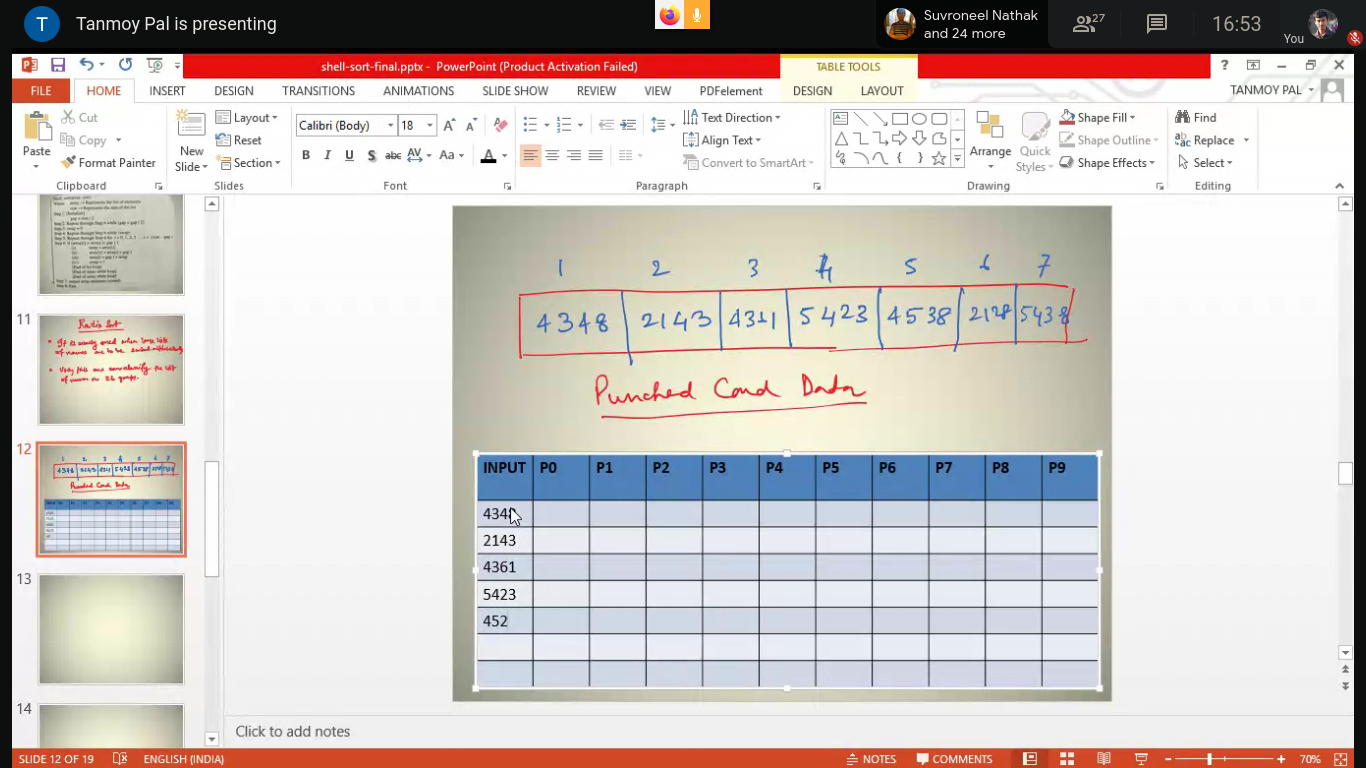 T Tanmoy Pal is presenting
Suvroneel Nathak
and 24 more
27
16:53
You
shell-sort-final.pptx - PowerPoint (Product Activation Failed)
TABLE TOOLS
FILE HOME INSERT DESIGN TRANSITIONS ANIMATIONS SLIDE SHOW REVIEW VIEW PDFelement DESIGN LAYOUT
TANMOY PAL
Paste
Cut
Copy
Format Painter
Clipboard
New
Slide
Layout
Reset
Section
Slides
Calibri (Body) 18
B I U S abc AV Aa A
Font
Text Direction
Align Text
Convert to SmartArt
Paragraph
Arrange
Quick
Styles
Shape Fill
Shape Outline
Shape Effects
Drawing
Find
Replace
Select
Editing
11
Radix Sort
12
13
14
1 2 3 4 5 6 7
4348 2143 5423 4538 2128 5438
Punched Card Data
INPUT P0 P1 P2 P3 P4 P5 P6 P7 P8 P9
4348
2143
4361
5423
452
Click to add notes
SLIDE 12 OF 19 ENGLISH (INDIA) NOTES COMMENTS 70%